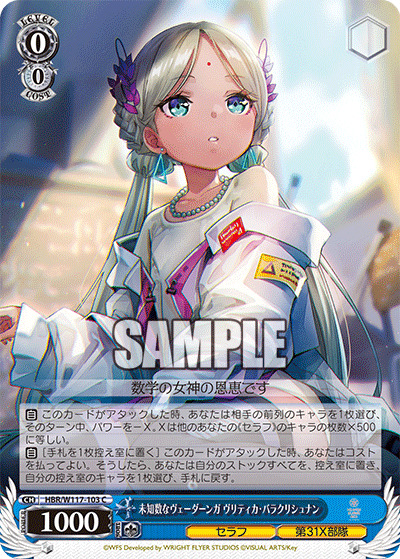 LEVEL
0
0
COST
SAMPLE
数学の女神の恩恵です
自 このカードがアタックした時、あなたは相手の前列のキャラを1枚選び、
そのターン中、パワーを－X。Xは他のあなたの《セラフ》のキャラの枚数×500
に等しい。
自 ［手札を1枚控え室に置く］ このカードがアタックした時、あなたはコスト
を払ってよい。そうしたら、あなたは自分のストックすべてを、控え室に置き、
自分の控え室のキャラを1枚選び、手札に戻す。
CH HBR/W117-103 C
1000
未知数なヴェーダーンガ ヴリティカ・バラクリシュナン
セラフ 第31X部隊
©WFS Developed by WRIGHT FLYER STUDIOS ©VISUAL ARTS/Key